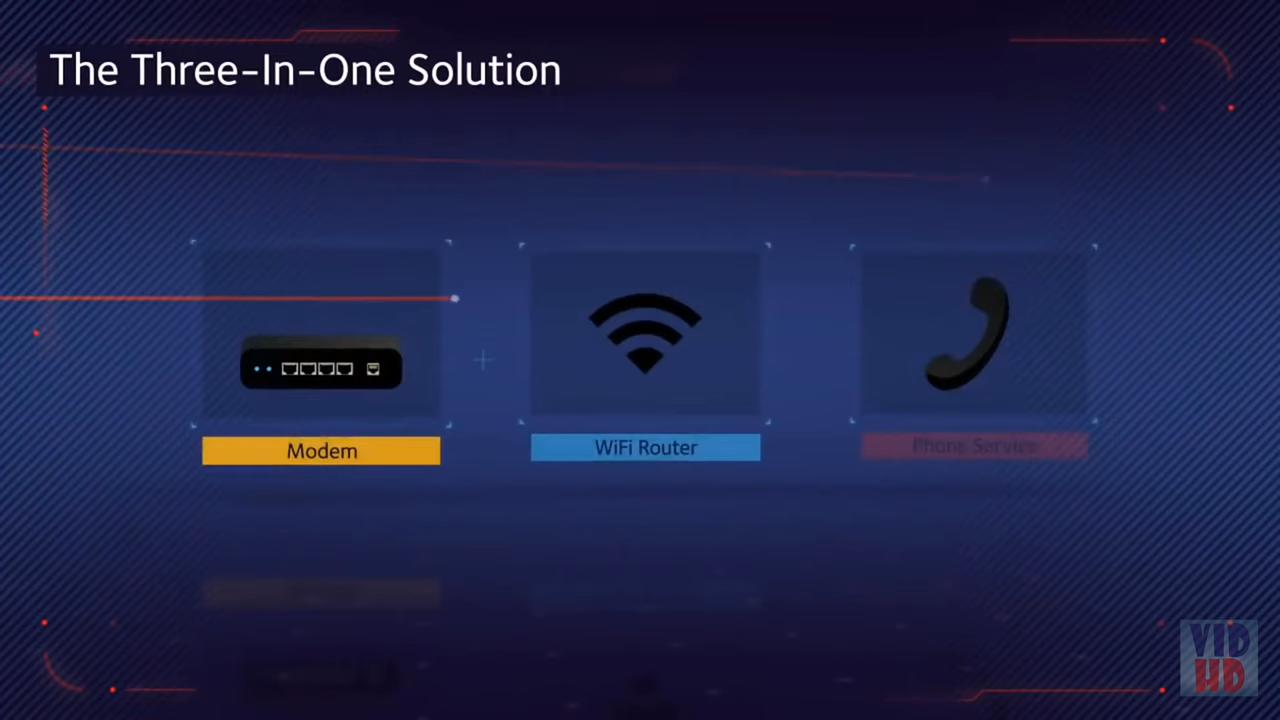 The Three-In-One Solution
Modem
WiFi Router
Phone Service
VID
HD